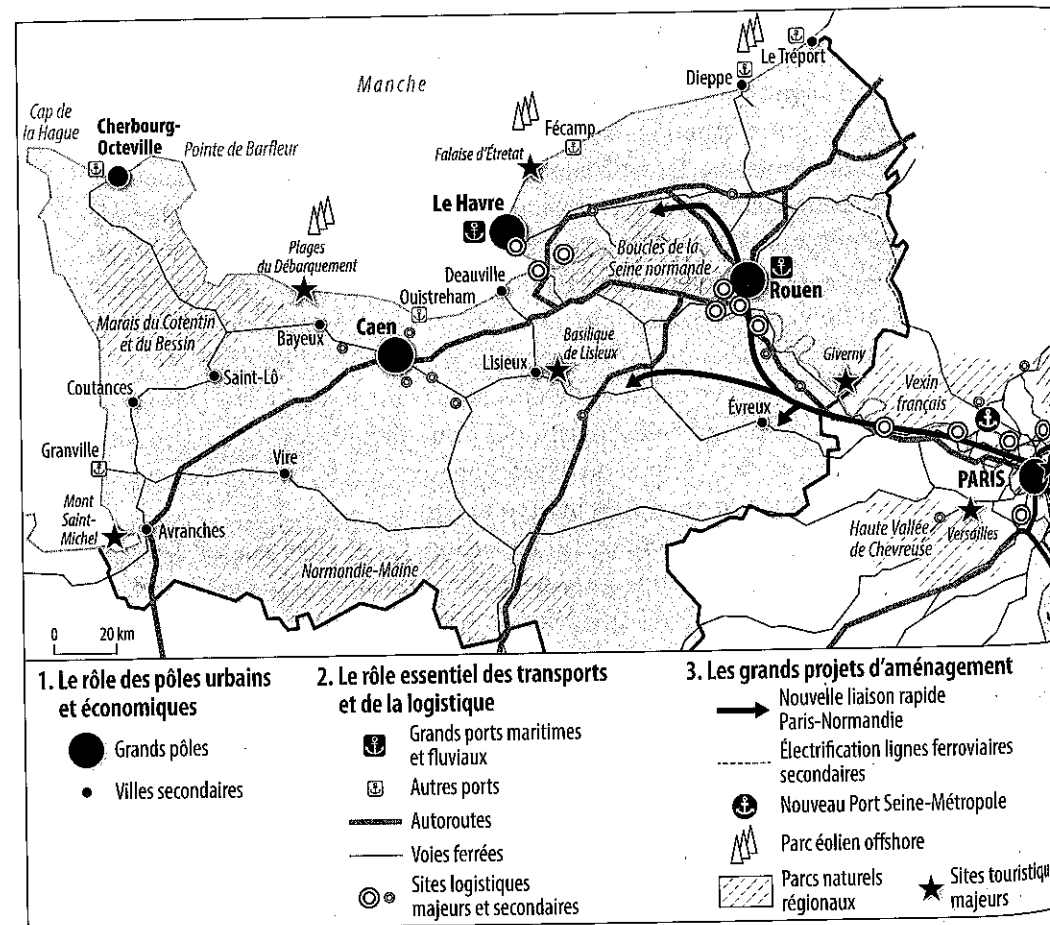 Manche
Le Tréport
Dieppe
Cap de
la Hague
Cherbourg-
Octeville
Pointe de Barfleur
Fécamp
Falaise d'Étretat
Le Havre
Plages
du Débarquement
Deauville
Ouistreham
Boucles de la
Seine normande
Rouen
Marais du Cotentin
et du Bessin
Bayeux
Caen
Lisieux
Basilique
de Lisieux
Giverny
Vexin
français
Coutances
Saint-Lô
Évreux
Granville
Vire
PARIS
Mont
Saint-
Michel
Avranches
Haute Vallée
de Chevreuse
Versailles
Normandie-Maine
0 20 km
1. Le rôle des pôles urbains
et économiques
Grands pôles
Villes secondaires
2. Le rôle essentiel des transports
et de la logistique
Grands ports maritimes
et fluviaux
Autres ports
Autoroutes
Voies ferrées
Sites logistiques
majeurs et secondaires
3. Les grands projets d'aménagement
Nouvelle liaison rapide
Paris-Normandie
Électrification lignes ferroviaires
secondaires
Nouveau Port Seine-Métropole
Parc éolien offshore
Parcs naturels
régionaux
Sites touristiqu
majeurs